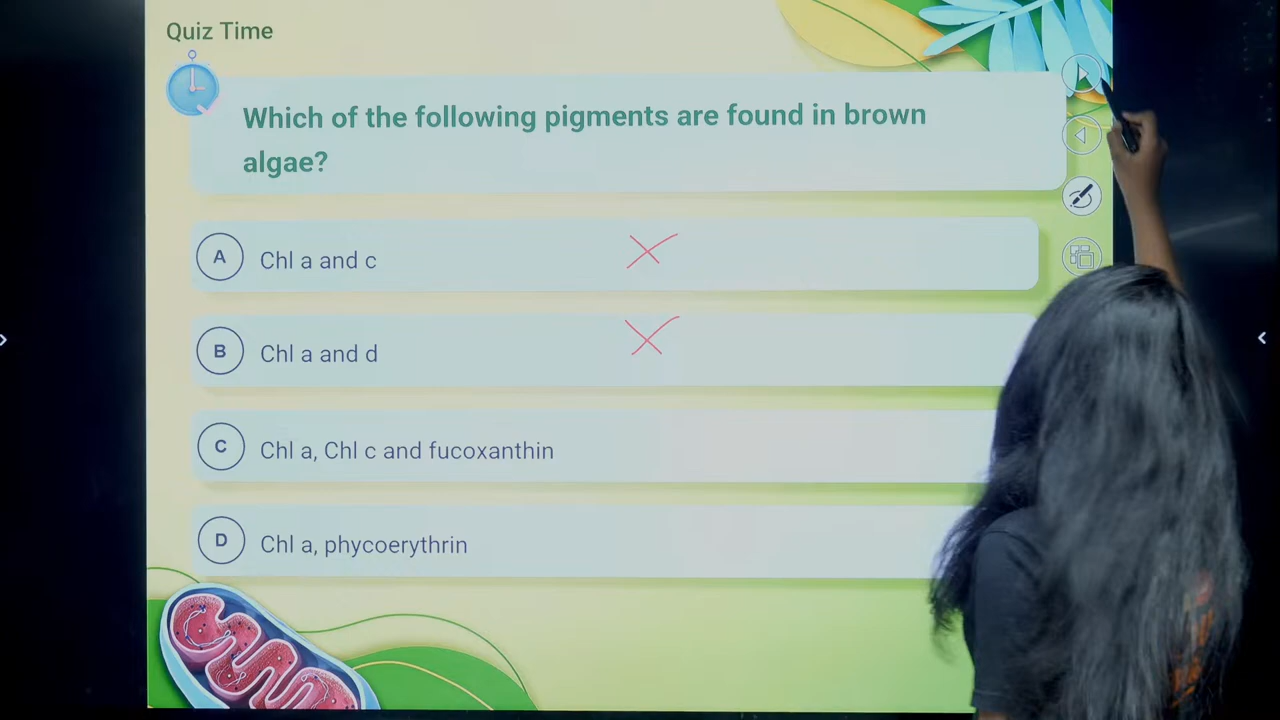 Quiz Time
Which of the following pigments are found in brown
algae?
A Chl a and c
B Chl a and d
C Chl a, Chl c and fucoxanthin
D Chl a, phycoerythrin